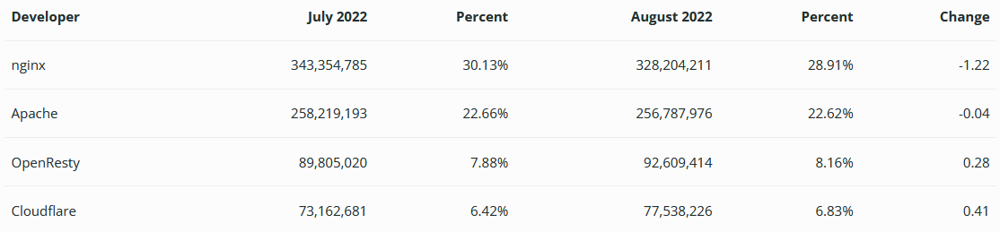 Developer July 2022 Percent August 2022 Percent Change
nginx 343,354,785 30.13% 328,204,211 28.91% -1.22
Apache 258,219,193 22.66% 256,787,976 22.62% -0.04
OpenResty 89,805,020 7.88% 92,609,414 8.16% 0.28
Cloudflare 73,162,681 6.42% 77,538,226 6.83% 0.41